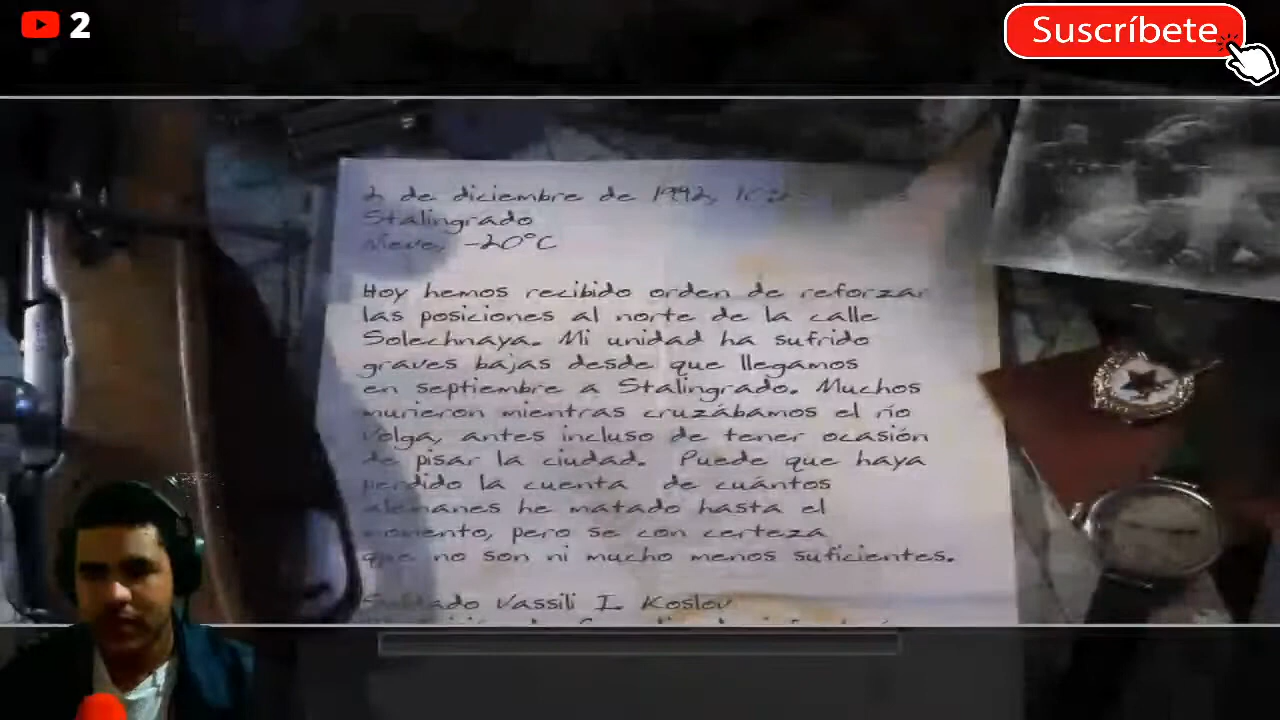 2
Suscríbete
2 de diciembre de 1942,
Stalingrado
Nieve, -20°C
Hoy hemos recibido orden de reforzar
las posiciones al norte de la calle
Solechnaya. Mi unidad ha sufrido
graves bajas desde que llegamos
en septiembre a Stalingrado. Muchos
murieron mientras cruzábamos el río
Volga, antes incluso de tener ocasión
de pisar la ciudad. Puede que haya
perdido la cuenta de cuántos
alemanes he matado hasta el
momento, pero se con certeza
que no son ni mucho menos suficientes.
Soldado Vassili I. Koslov